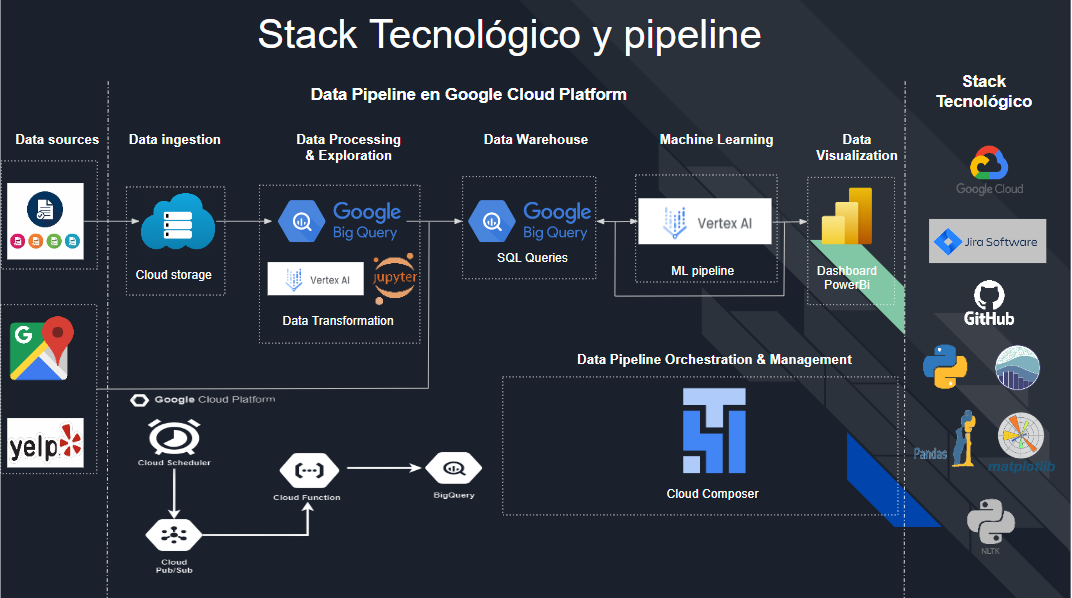 Stack Tecnológico y pipeline
Data Pipeline en Google Cloud Platform
Stack
Tecnológico
Data sources
Data ingestion
Data Processing
& Exploration
Data Warehouse
Machine Learning
Data
Visualization
Cloud storage
Google
Big Query
Vertex AI
jupyter
Data Transformation
Google
Big Query
SQL Queries
Vertex AI
ML pipeline
Dashboard
PowerBi
G
yelp
Google Cloud Platform
Cloud Scheduler
Cloud
Pub/Sub
Cloud Function
BigQuery
Data Pipeline Orchestration & Management
Cloud Composer
Google Cloud
Jira Software
GitHub
Pandas
matplotlib
NLTK